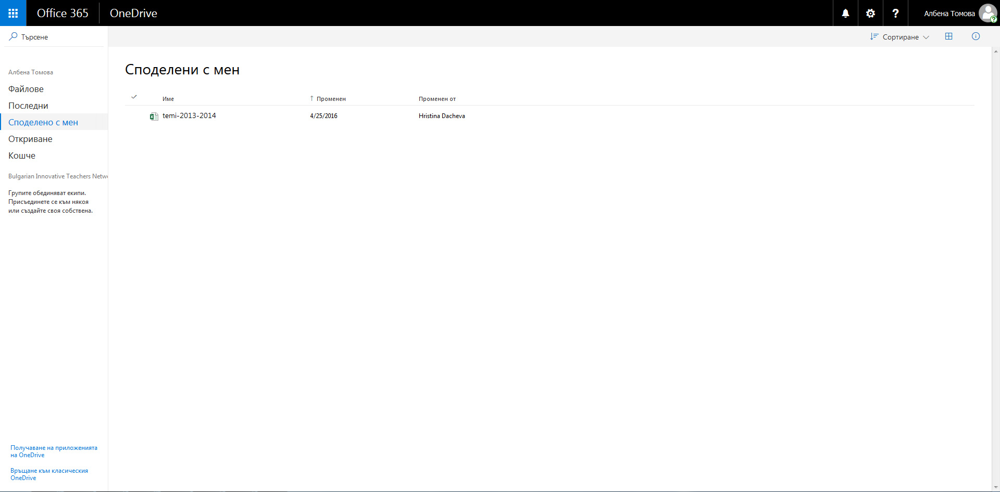 Office 365
OneDrive
Албена Томова
Търсене
Сортиране
Албена Томова
Файлове
Последни
Споделено с мен
Откриване
Кошче
Bulgarian Innovative Teachers Netw
Групите обединяват екипи.
Присъединете се към някоя
или създайте своя собствена.
Получаване на приложенията
на OneDrive
Връщане към класическия
OneDrive
Споделени с мен
Име
Променен
Променен от
temi-2013-2014
4/25/2016
Hristina Dacheva